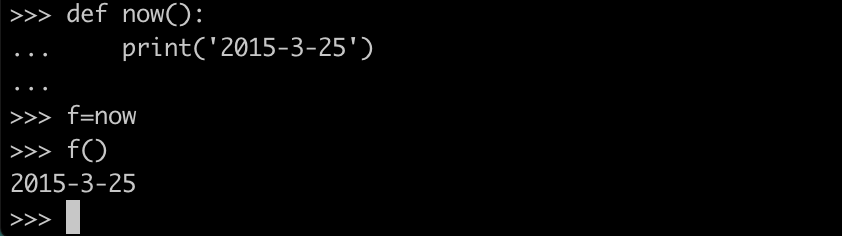 >>> def now():
...     print('2015-3-25')
...
>>> f=now
>>> f()
2015-3-25
>>>